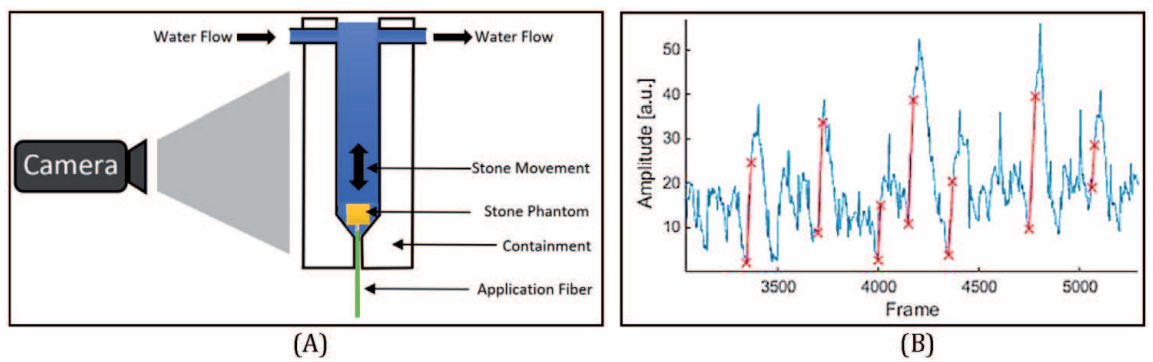 Water Flow
Water Flow
Camera
Stone Movement
Stone Phantom
Containment
Application Fiber
(A)
Amplitude [a.u.]
50
40
30
20
10
3500 4000 4500 5000
Frame
(B)